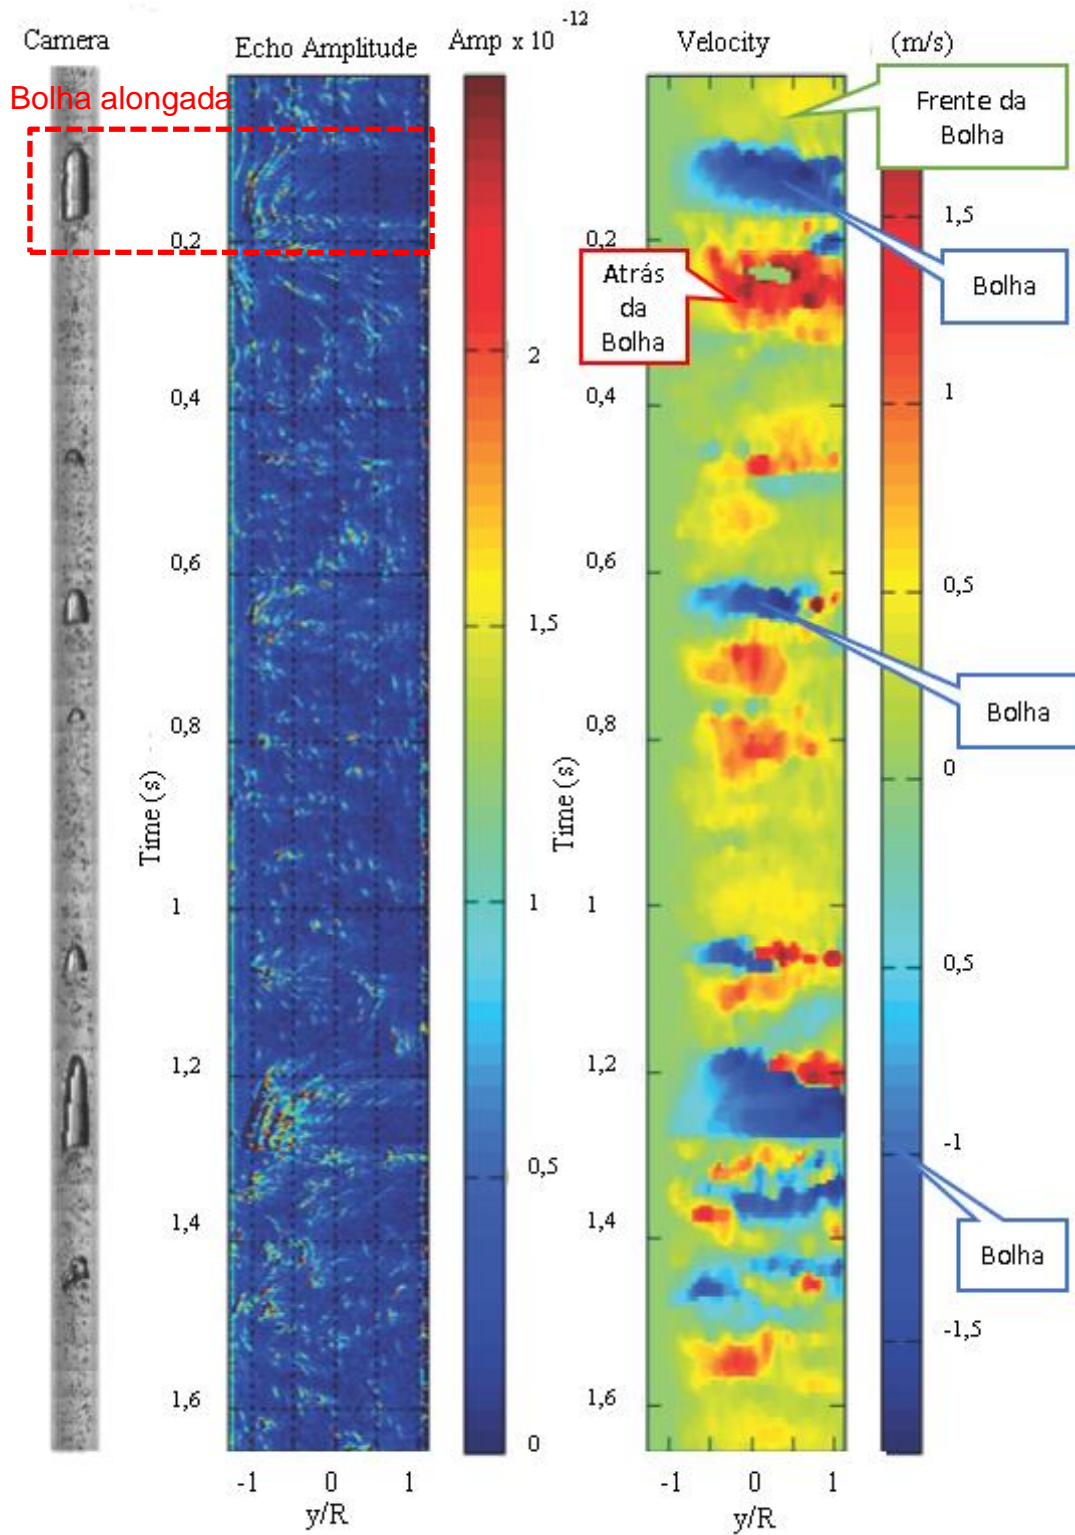 Camera
Echo Amplitude
Amp x 10
-12
Velocity
(m/s)
Bolha alongada
Frente da
Bolha
Bolha
Atrás
da
Bolha
Bolha
Bolha
0,2
0,4
0,6
0,8
1
1,2
1,4
1,6
Time (s)
-1
0
1
y/R
2
1,5
1
0,5
0
0,2
0,4
0,6
0,8
1
1,2
1,4
1,6
Time (s)
-1
0
1
y/R
1,5
1
0,5
0
0,5
-1
-1,5